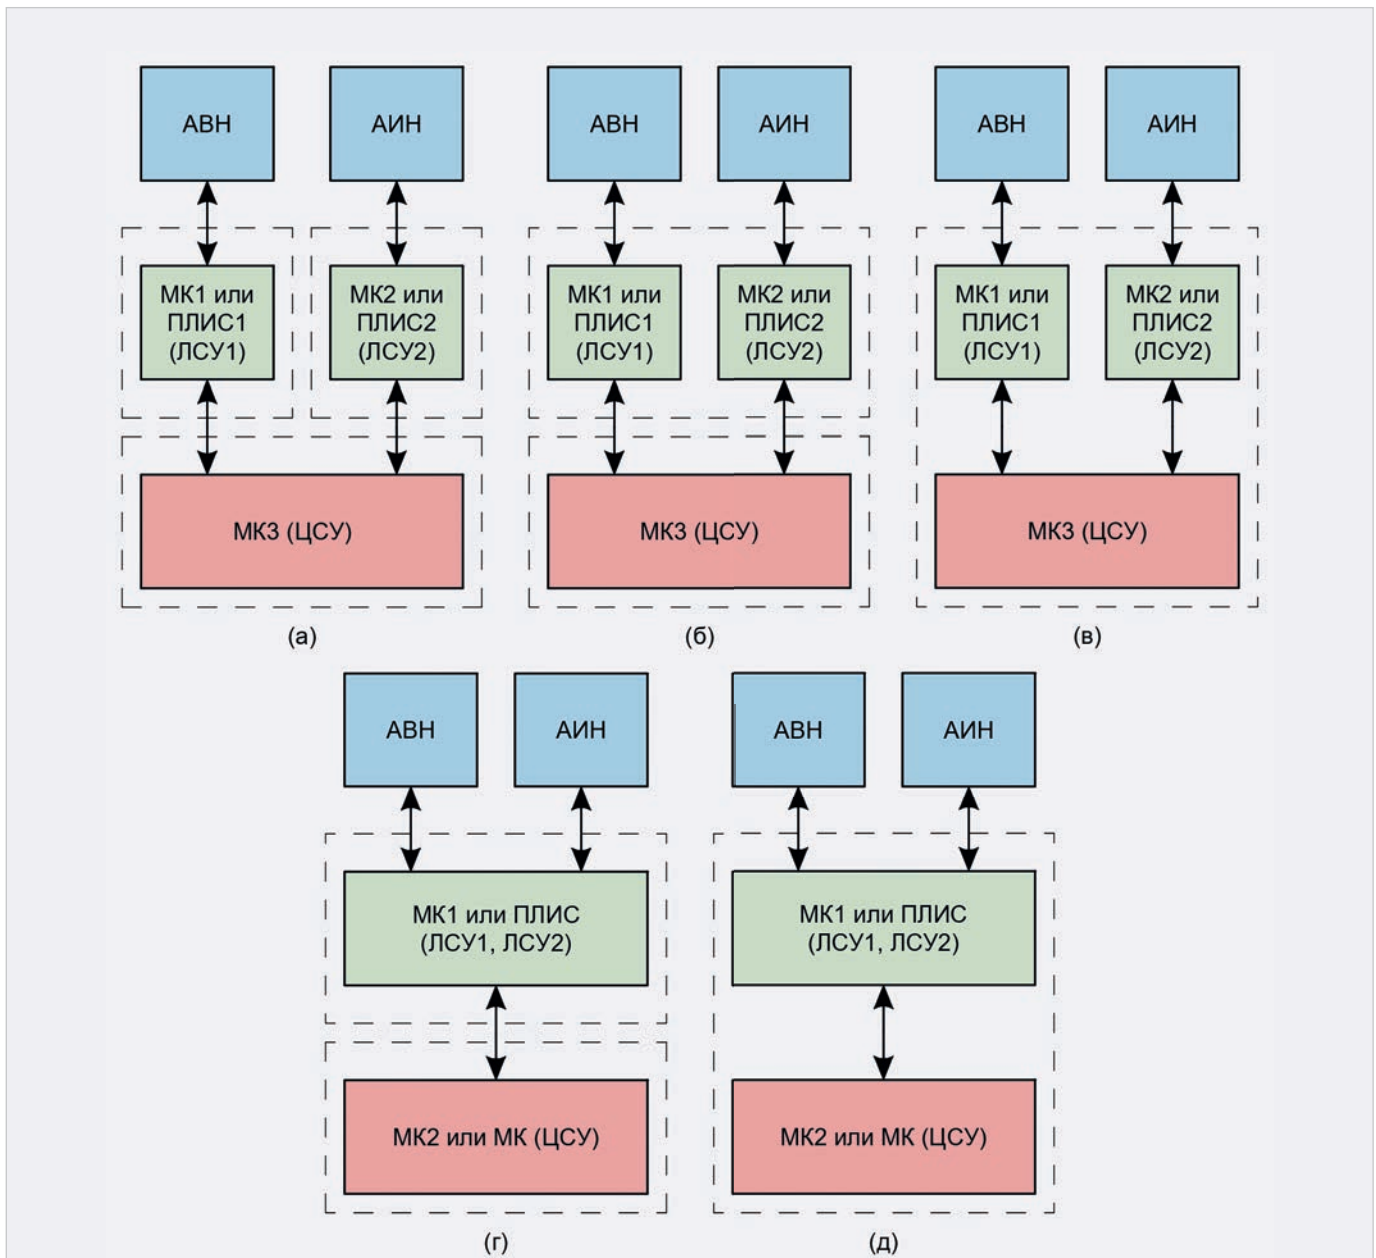 АВН
АИН
АВН
АИН
АВН
АИН
МК1 или
ПЛИС1
(ЛСУ1)
МК2 или
ПЛИС2
(ЛСУ2)
МК1 или
ПЛИС1
(ЛСУ1)
МК2 или
ПЛИС2
(ЛСУ2)
МК1 или
ПЛИС1
(ЛСУ1)
МК2 или
ПЛИС2
(ЛСУ2)
МК3 (ЦСУ)
МК3 (ЦСУ)
МК3 (ЦСУ)
(а)
(б)
(в)
АВН
АИН
АВН
АИН
МК1 или ПЛИС
(ЛСУ1, ЛСУ2)
МК1 или ПЛИС
(ЛСУ1, ЛСУ2)
МК2 или МК (ЦСУ)
МК2 или МК (ЦСУ)
(г)
(д)